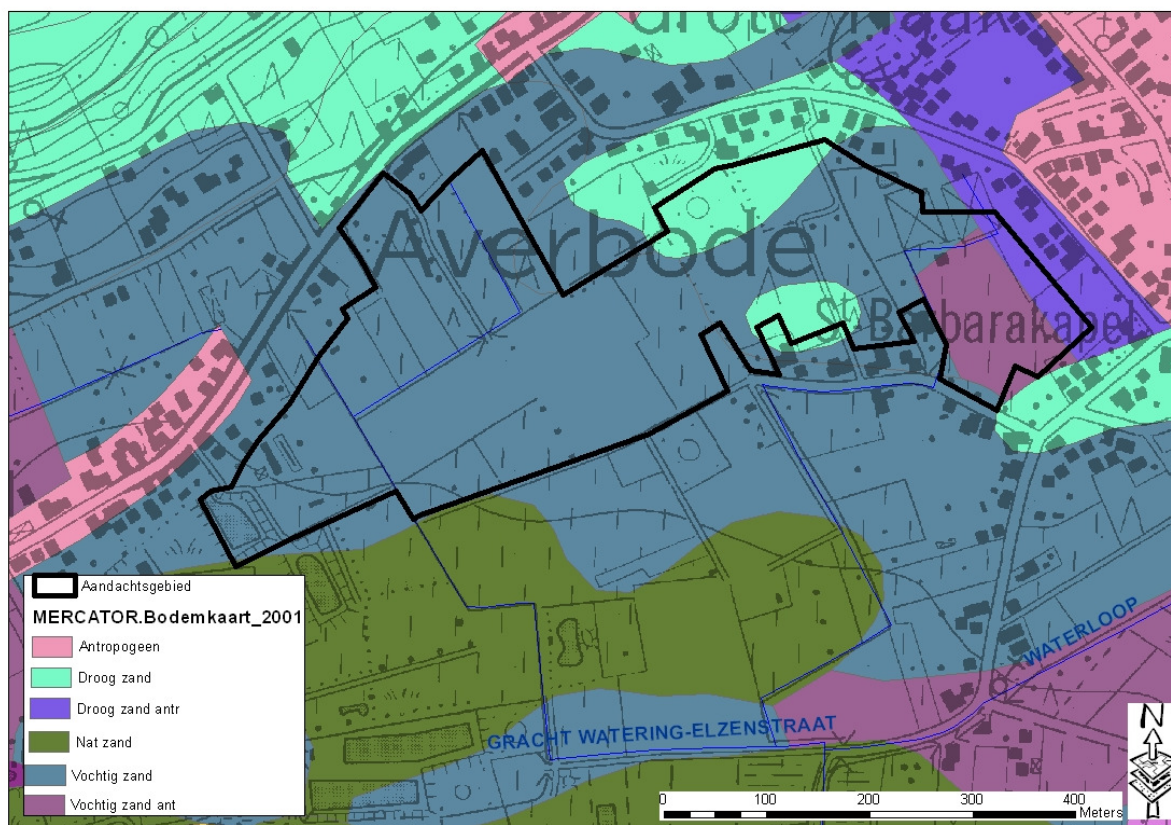 Averbode
St. Barbarakapel
WATERLOOP
GRACHT WATERING-ELZENSTRAAT
Aandachtsgebied
MERCATOR.Bodemkaart_2001
Antropogeen
Droog zand
Droog zand antr
Nat zand
Vochtig zand
Vochtig zand ant
N
0 100 200 300 400
Meters